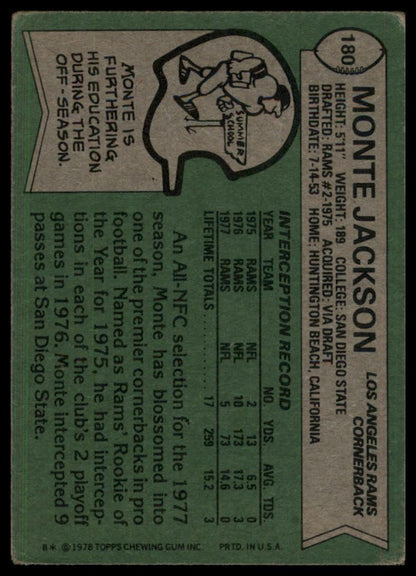 180
MONTE JACKSON
LOS ANGELES RAMS
CORNERBACK
HEIGHT: 5'11" WEIGHT: 189 COLLEGE: SAN DIEGO STATE
DRAFTED: RAMS #2-1975 ACQUIRED: VIA DRAFT
BIRTHDATE: 7-14-53 HOME: HUNTINGTON BEACH, CALIFORNIA
SUMMER
SCHOOL
MONTE IS
FURTHERING
HIS EDUCATION
DURING THE
OFF-SEASON.
INTERCEPTION RECORD
YEAR TEAM NO. YDS. AVG. TDS.
1975 RAMS NFL 2 13 6.5 0
1976 RAMS NFL 10 173 17.3 3
1977 RAMS NFL 5 73 14.6 0
LIFETIME TOTALS . . . . 17 259 15.2 3
An All-NFC selection for the 1977
season, Monte has blossomed into
one of the premier cornerbacks in pro
football. Named as Rams' Rookie of
the Year for 1975, he had intercep-
tions in each of the club's 2 playoff
games in 1976. Monte intercepted 9
passes at San Diego State.
B* © 1978 TOPPS CHEWING GUM INC. PRTD. IN U.S.A.